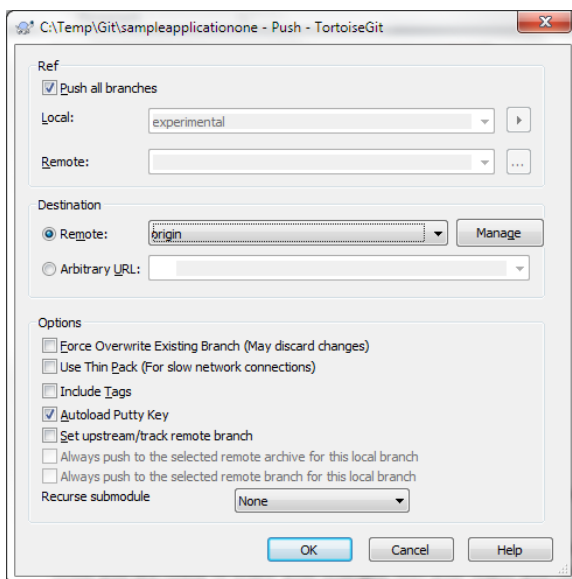 C:\Temp\Git\sampleapplicationone - Push - TortoiseGit
Ref
Push all branches
Local: experimental
Remote:
Destination
Remote: origin Manage
Arbitrary URL:
Options
Force Overwrite Existing Branch (May discard changes)
Use Thin Pack (For slow network connections)
Include Tags
Autoload Putty Key
Set upstream/track remote branch
Always push to the selected remote archive for this local branch
Always push to the selected remote branch for this local branch
Recurse submodule None
OK Cancel Help